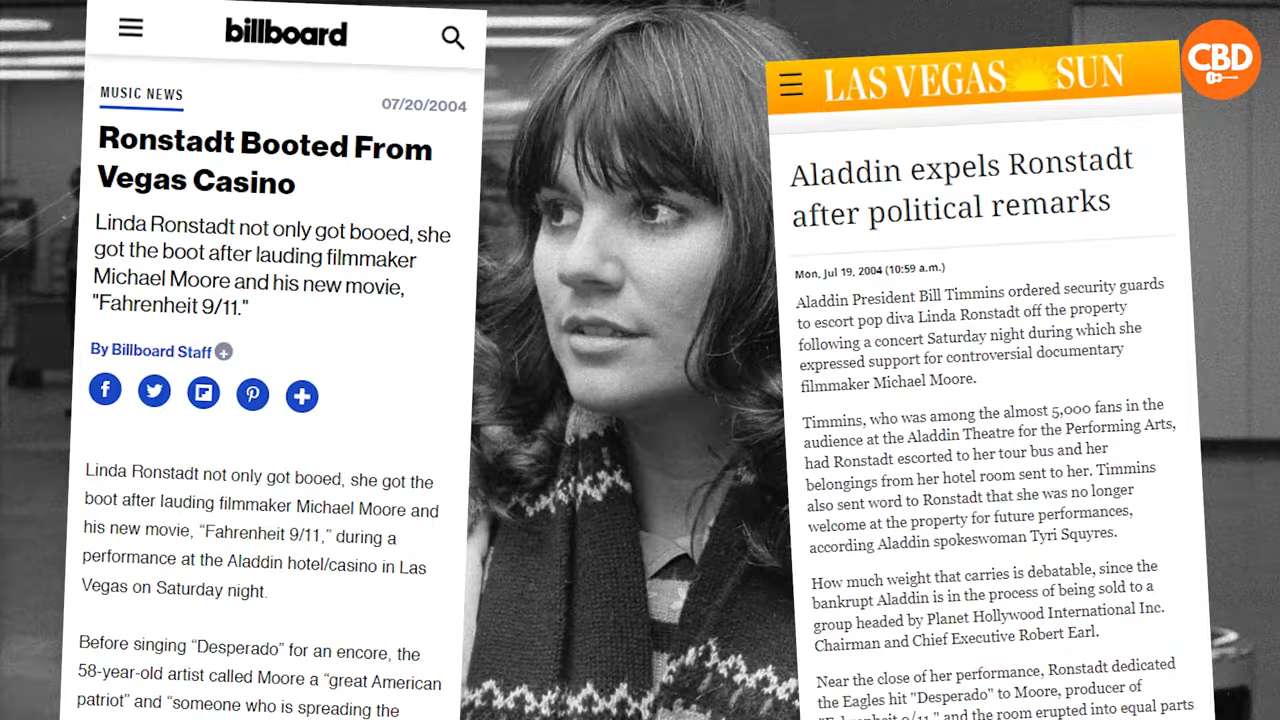 billboard
MUSIC NEWS
07/20/2004
Ronstadt Booted From
Vegas Casino
Linda Ronstadt not only got booed, she
got the boot after lauding filmmaker
Michael Moore and his new movie,
"Fahrenheit 9/11."
By Billboard Staff
Linda Ronstadt not only got booed, she got the
boot after lauding filmmaker Michael Moore and
his new movie, “Fahrenheit 9/11,” during a
performance at the Aladdin hotel/casino in Las
Vegas on Saturday night.
Before singing “Desperado” for an encore, the
58-year-old artist called Moore a “great American
patriot” and “someone who is spreading the
LAS VEGAS SUN
Aladdin expels Ronstadt
after political remarks
Mon, Jul 19, 2004 (10:59 a.m.)
Aladdin President Bill Timmins ordered security guards
to escort pop diva Linda Ronstadt off the property
following a concert Saturday night during which she
expressed support for controversial documentary
filmmaker Michael Moore.
Timmins, who was among the almost 5,000 fans in the
audience at the Aladdin Theatre for the Performing Arts,
had Ronstadt escorted to her tour bus and her
belongings from her hotel room sent to her. Timmins
also sent word to Ronstadt that she was no longer
welcome at the property for future performances,
according Aladdin spokeswoman Tyri Squyres.
How much weight that carries is debatable, since the
bankrupt Aladdin is in the process of being sold to a
group headed by Planet Hollywood International Inc.
Chairman and Chief Executive Robert Earl.
Near the close of her performance, Ronstadt dedicated
the Eagles hit "Desperado" to Moore, producer of
"Fahrenheit 9/11," and the room erupted into equal parts
CBD